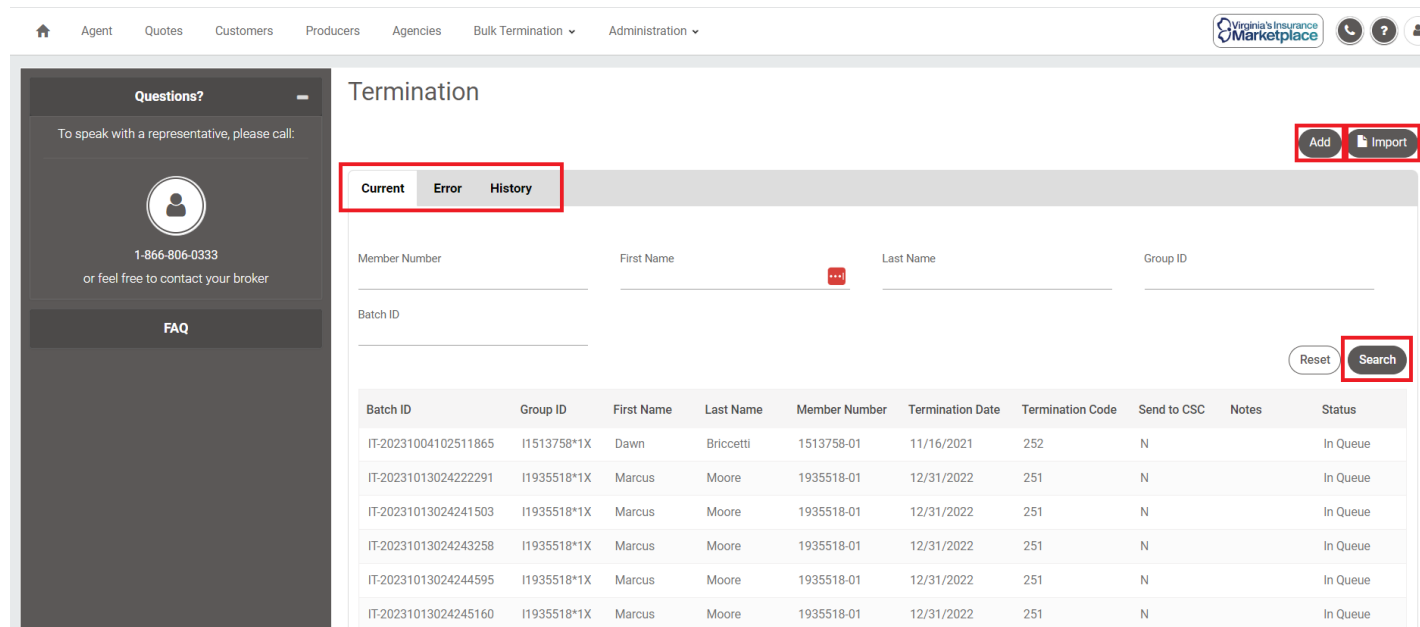 Agent Quotes Customers Producers Agencies Bulk Termination Administration
Virginia's Insurance
Marketplace
?
Questions?
To speak with a representative, please call:
1-866-806-0333
or feel free to contact your broker
FAQ
Termination
Add Import
Current Error History
Member Number First Name Last Name Group ID
Batch ID
Reset Search
Batch ID Group ID First Name Last Name Member Number Termination Date Termination Code Send to CSC Notes Status
IT-20231004102511865 I1513758*1X Dawn Briccetti 1513758-01 11/16/2021 252 N In Queue
IT-20231013024222291 I1935518*1X Marcus Moore 1935518-01 12/31/2022 251 N In Queue
IT-20231013024241503 I1935518*1X Marcus Moore 1935518-01 12/31/2022 251 N In Queue
IT-20231013024243258 I1935518*1X Marcus Moore 1935518-01 12/31/2022 251 N In Queue
IT-20231013024244595 I1935518*1X Marcus Moore 1935518-01 12/31/2022 251 N In Queue
IT-20231013024245160 I1935518*1X Marcus Moore 1935518-01 12/31/2022 251 N In Queue